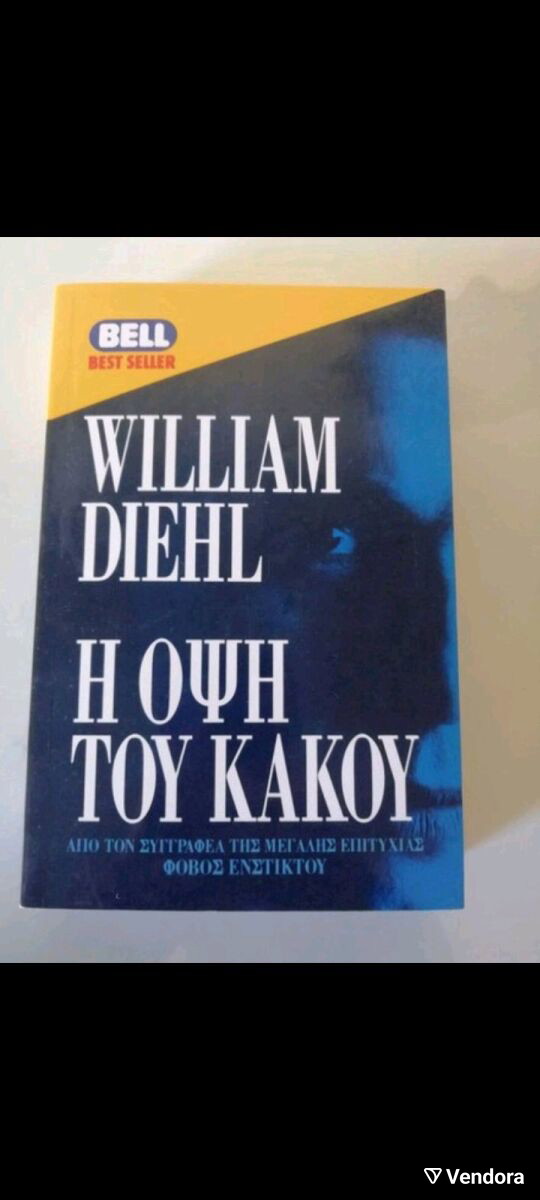 BELL
BEST SELLER
WILLIAM
DIEHL
Η ΟΨΗ
ΤΟΥ ΚΑΚΟΥ
ΑΠΟ ΤΟΝ ΣΥΓΓΡΑΦΕΑ ΤΗΣ ΜΕΓΑΛΗΣ ΕΠΙΤΥΧΙΑΣ
ΦΟΒΟΣ ΕΝΣΤΙΚΤΟΥ
Vendora